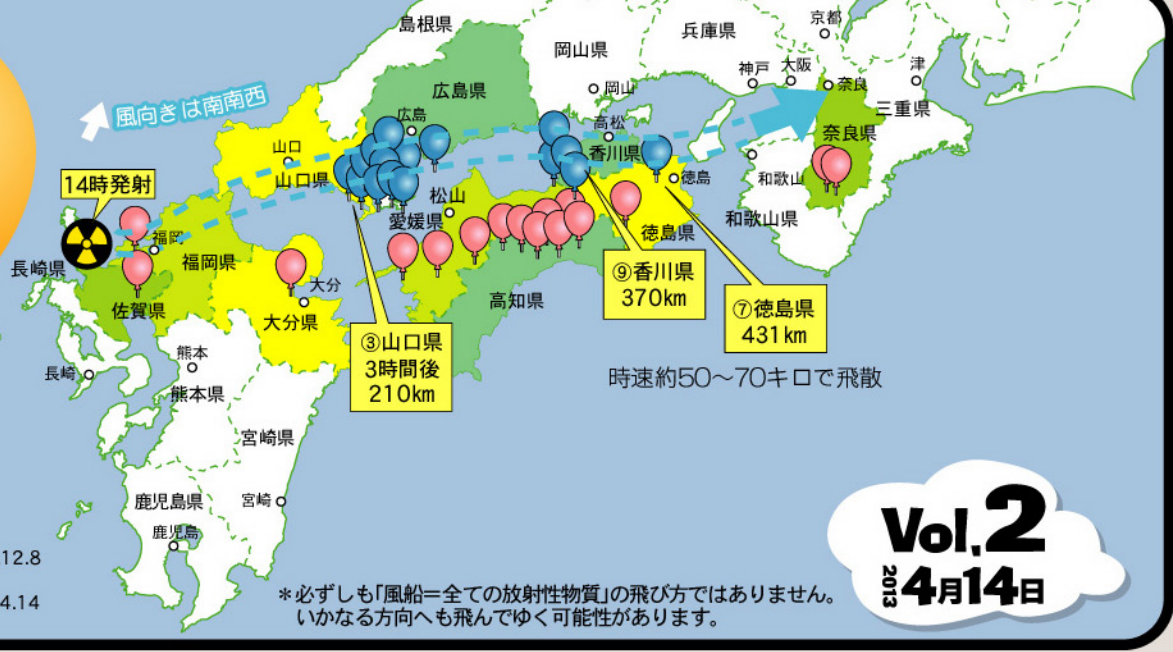 島根県
岡山県
兵庫県
京都
広島県
岡山
神戸
大阪
奈良
津
三重県
風向きは南南西
広島
高松
香川県
奈良県
山口
山口県
14時発射
松山
愛媛県
徳島
徳島県
和歌山
和歌山県
福岡
福岡県
長崎県
佐賀県
大分
大分県
高知県
⑨香川県
370km
⑦徳島県
431km
③山口県
3時間後
210km
時速約50〜70キロで飛散
熊本
熊本県
長崎
宮崎県
鹿児島県
宮崎
鹿児島
12.8
4.14
Vol.2
2013
4月14日
＊必ずしも「風船＝全ての放射性物質」の飛び方ではありません。
いかなる方向へも飛んでゆく可能性があります。